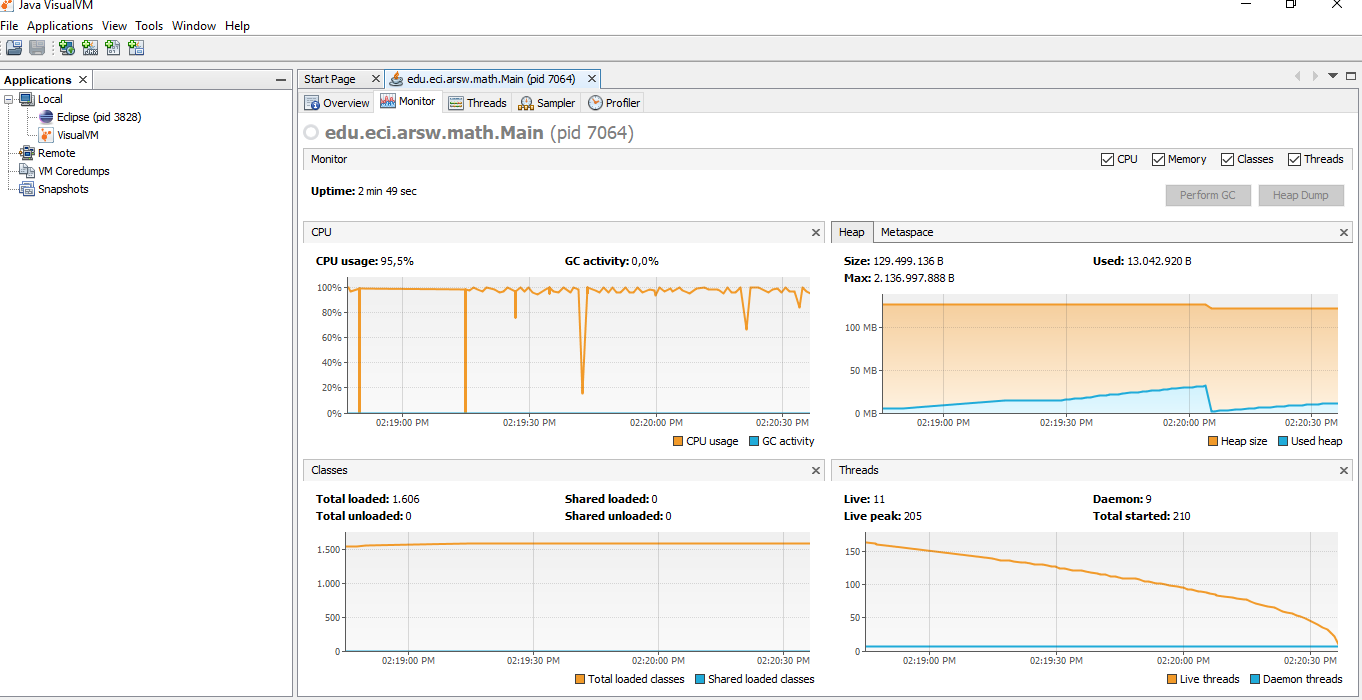 Java VisualVM
File Applications View Tools Window Help
Applications
Start Page
edu.eci.arsw.math.Main (pid 7064)
Local
Eclipse (pid 3828)
VisualVM
Remote
VM Coredumps
Snapshots
Overview Monitor Threads Sampler Profiler
edu.eci.arsw.math.Main (pid 7064)
Monitor
CPU Memory Classes Threads
Uptime: 2 min 49 sec
Perform GC Heap Dump
CPU
CPU usage: 95,5% GC activity: 0,0%
100%
80%
60%
40%
20%
0%
02:19:00 PM 02:19:30 PM 02:20:00 PM 02:20:30 PM
CPU usage GC activity
Heap Metaspace
Size: 129.499.136 B Used: 13.042.920 B
Max: 2.136.997.888 B
100 MB
50 MB
0 MB
02:19:00 PM 02:19:30 PM 02:20:00 PM 02:20:30 PM
Heap size Used heap
Classes
Total loaded: 1.606 Shared loaded: 0
Total unloaded: 0 Shared unloaded: 0
1.500
1.000
500
0
02:19:00 PM 02:19:30 PM 02:20:00 PM 02:20:30 PM
Total loaded classes Shared loaded classes
Threads
Live: 11 Daemon: 9
Live peak: 205 Total started: 210
150
100
50
0
02:19:00 PM 02:19:30 PM 02:20:00 PM 02:20:30 PM
Live threads Daemon threads